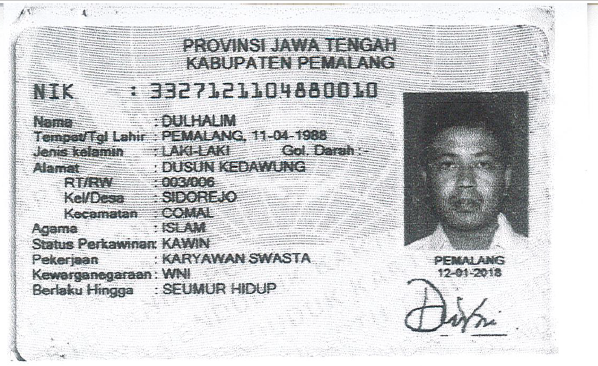 PROVINSI JAWA TENGAH
KABUPATEN PEMALANG
NIK : 3327121104880010
Nama : DULHALIM
Tempat/Tgl Lahir : PEMALANG, 11-04-1988
Jenis kelamin : LAKI-LAKI Gol. Darah :-
Alamat : DUSUN KEDAWUNG
RT/RW : 003/006
Kel/Desa : SIDOREJO
Kecamatan : COMAL
Agama : ISLAM
Status Perkawinan: KAWIN
Pekerjaan : KARYAWAN SWASTA
Kewarganegaraan : WNI
Berlaku Hingga : SEUMUR HIDUP
PEMALANG
12-01-2018